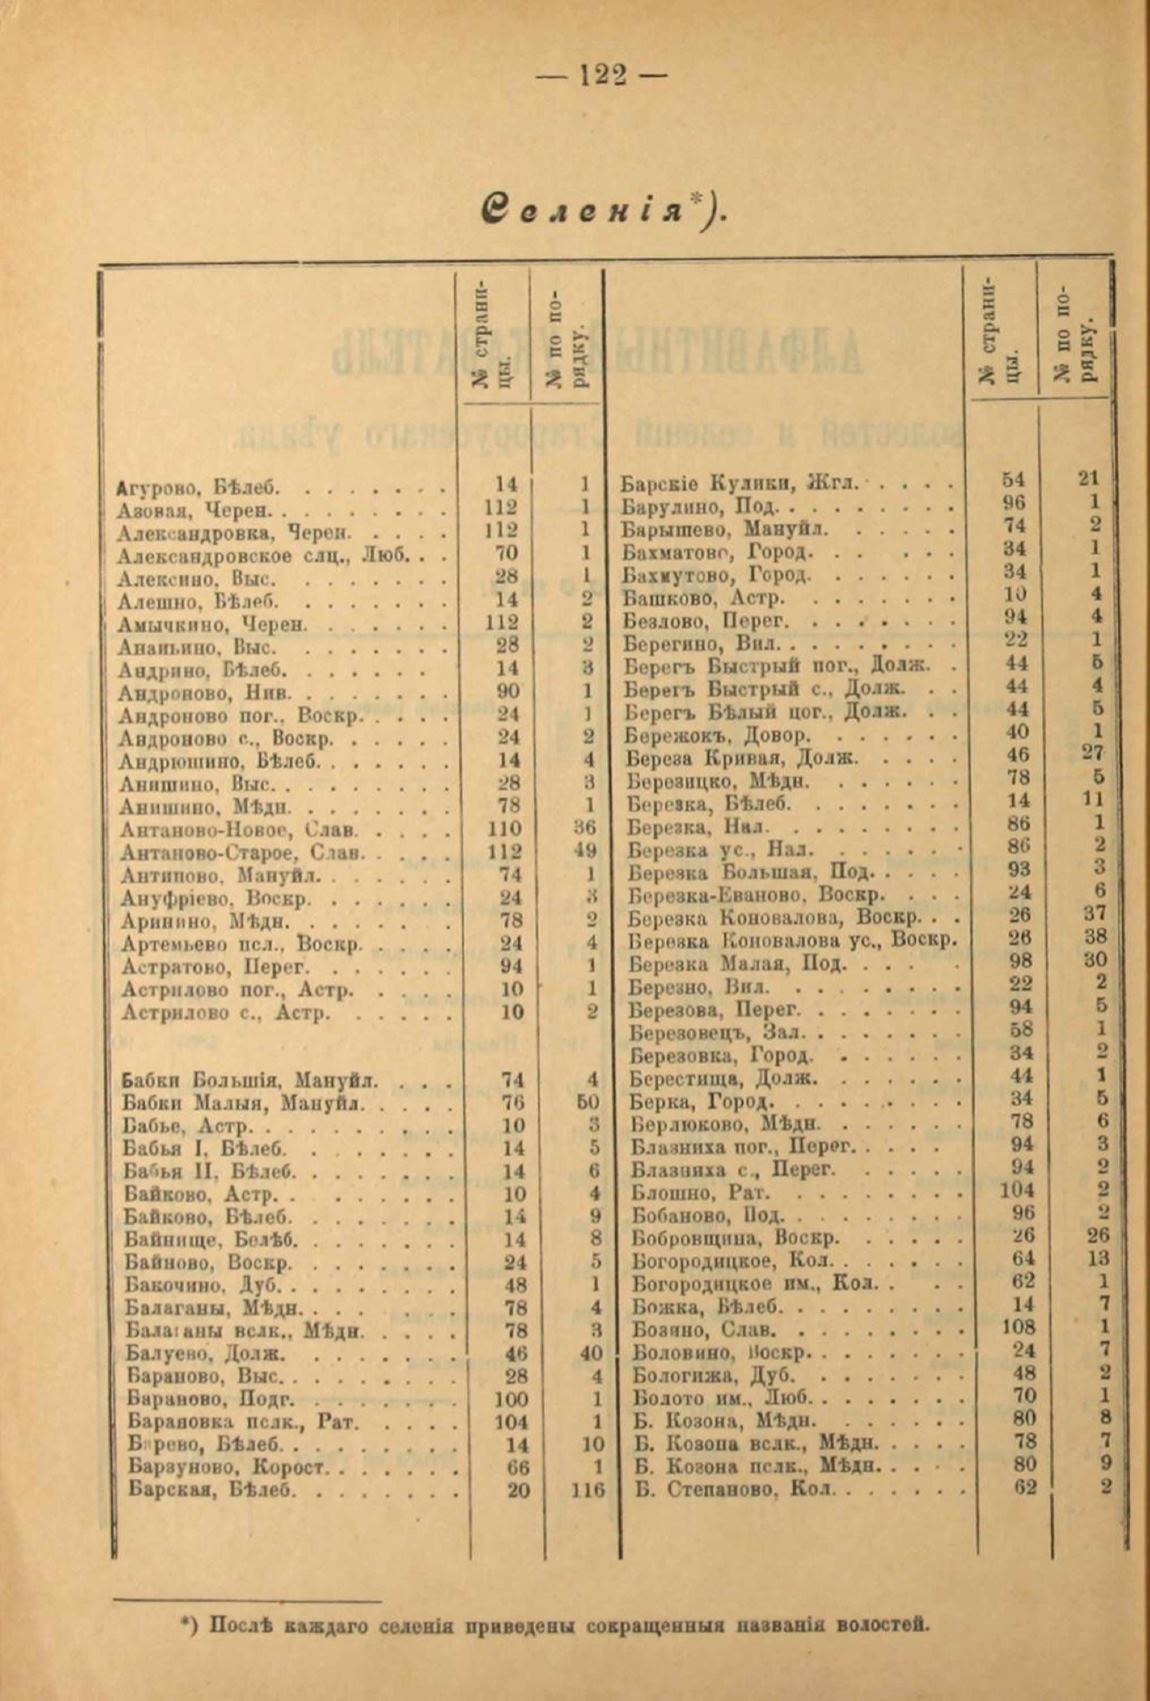 — 122 —
Селенія*).
№ страни-
цы.
№ по по-
рядку.
№ страни-
цы.
№ по по-
рядку.
Агурово, Бѣлеб. 14 1
Азовая, Черен. 112 1
Александровка, Черен. 112 1
Александровское слц., Люб. 70 1
Алексино, Выс. 28 1
Алешно, Бѣлеб. 14 2
Амычкино, Черен. 112 2
Ананьино, Выс. 28 2
Андрино, Бѣлеб. 14 3
Андроново, Нив. 90 1
Андроново пог., Воскр. 24 1
Андроново с., Воскр. 24 2
Андрюшино, Бѣлеб. 14 4
Анишино, Выс. 28 3
Анишино, Мѣдн. 78 1
Антаново-Новое, Слав. 110 36
Антаново-Старое, Слав. 112 49
Антипово, Мануйл. 74 1
Ануфріево, Воскр. 24 3
Аринино, Мѣдн. 78 2
Артемьево псл., Воскр. 24 4
Астратово, Перег. 94 1
Астрилово пог., Астр. 10 1
Астрилово с., Астр. 10 2
Бабки Большія, Мануйл. 74 4
Бабки Малыя, Мануйл. 76 50
Бабье, Астр. 10 3
Бабья I, Бѣлеб. 14 5
Бабья II, Бѣлеб. 14 6
Байково, Астр. 10 4
Байково, Бѣлеб. 14 9
Байнище, Белѣб. 14 8
Байново, Воскр. 24 5
Бакочино, Дуб. 48 1
Балаганы, Мѣдн. 78 4
Балаганы вслк., Мѣдн. 78 3
Балуево, Долж. 46 40
Бараново, Выс. 28 4
Бараново, Подг. 100 1
Барановка пслк., Рат. 104 1
Барево, Бѣлеб. 14 10
Барзуново, Корост. 66 1
Барская, Бѣлеб. 20 116
Барскіе Кулики, Жгл. 54 21
Барулино, Под. 96 1
Барышево, Мануйл. 74 2
Бахматово, Город. 34 1
Бахмутово, Город. 34 1
Башково, Астр. 10 4
Безлово, Перег. 94 4
Берегино, Вил. 22 1
Берегъ Быстрый пог., Долж. 44 5
Берегъ Быстрый с., Долж. 44 4
Берегъ Бѣлый пог., Долж. 44 5
Бережокъ, Довор. 40 1
Береза Кривая, Долж. 46 27
Березицко, Мѣдн. 78 5
Березка, Бѣлеб. 14 11
Березка, Нал. 86 1
Березка ус., Нал. 86 2
Березка Большая, Под. 93 3
Березка-Еваново, Воскр. 24 6
Березка Коновалова, Воскр. 26 37
Березка Коновалова ус., Воскр. 26 38
Березка Малая, Под. 98 30
Березно, Вил. 22 2
Березова, Перег. 94 5
Березовецъ, Зал. 58 1
Березовка, Город. 34 2
Берестища, Долж. 44 1
Берка, Город. 34 5
Берлюково, Мѣдн. 78 6
Блазниха пог., Перег. 94 3
Блазниха с., Перег. 94 2
Блошно, Рат. 104 2
Бобаново, Под. 96 2
Бобровщина, Воскр. 26 26
Богородицкое, Кол. 64 13
Богородицкое им., Кол. 62 1
Божка, Бѣлеб. 14 7
Бозяно, Слав. 108 1
Боловино, Воскр. 24 7
Бологижа, Дуб. 48 2
Болото им., Люб. 70 1
Б. Козона, Мѣдн. 80 8
Б. Козона вслк., Мѣдн. 78 7
Б. Козона пслк., Мѣдн. 80 9
Б. Степаново, Кол. 62 2
*) Послѣ каждаго селенія приведены сокращенныя названія волостей.